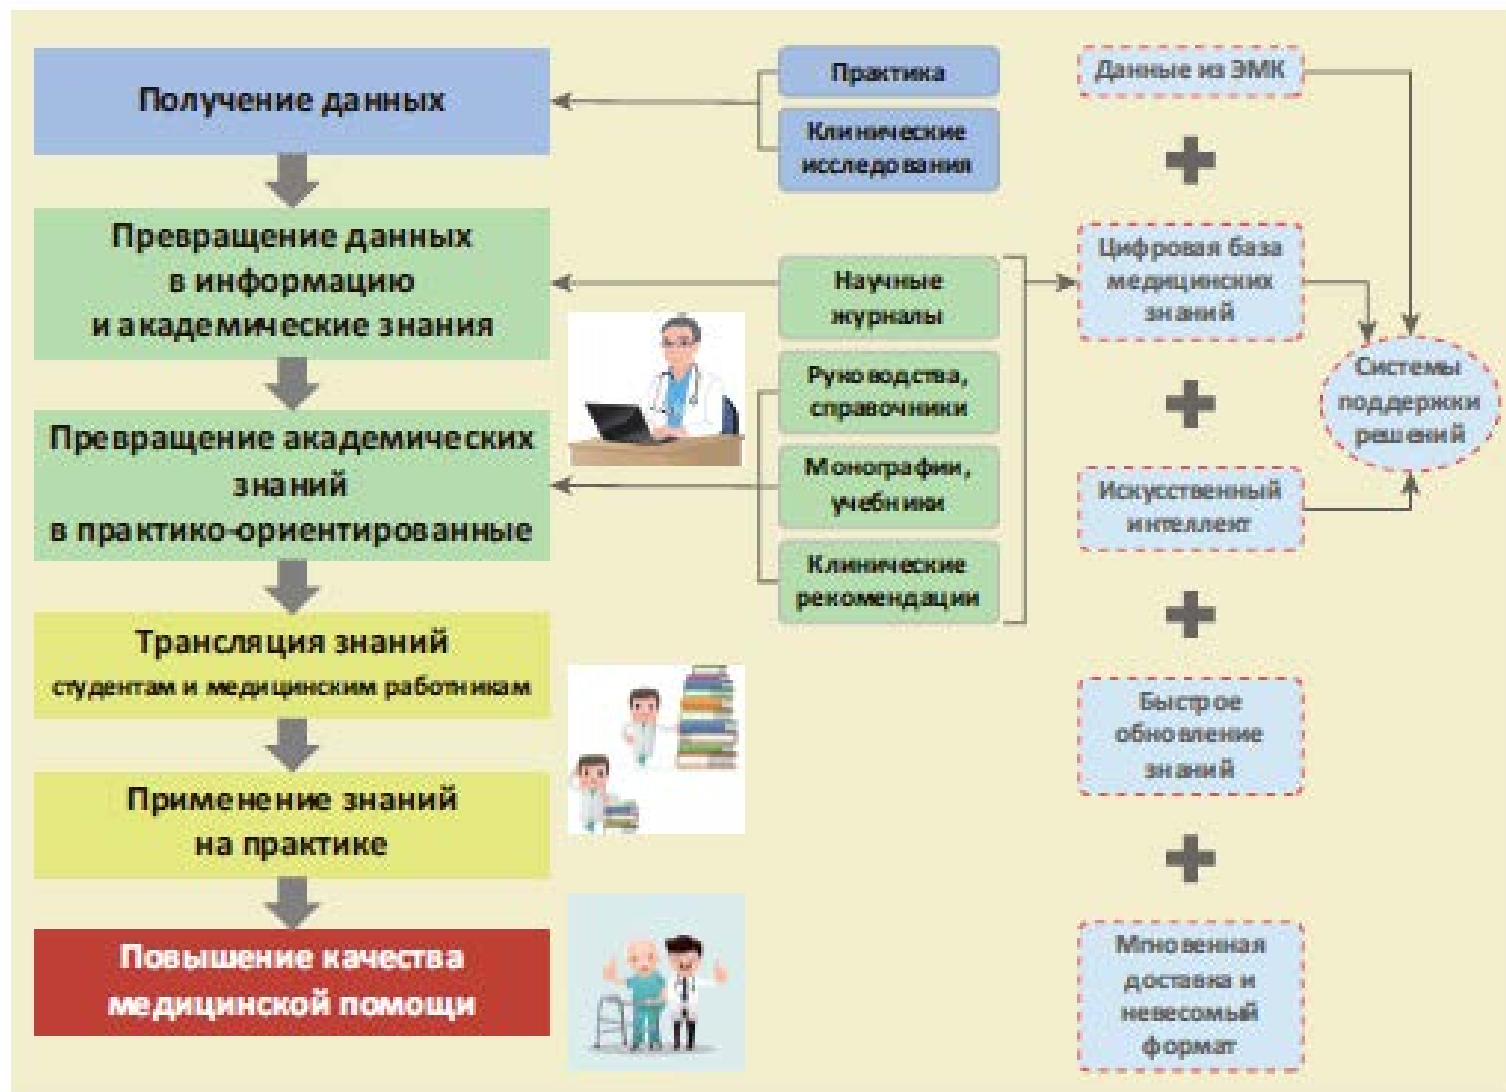 Получение данных
Превращение данных
в информацию
и академические знания
Превращение академических
знаний
в практико-ориентированные
Трансляция знаний
студентам и медицинским работникам
Применение знаний
на практике
Повышение качества
медицинской помощи
Практика
Клинические
исследования
Научные
журналы
Руководства,
справочники
Монографии,
учебники
Клинические
рекомендации
Данные из ЭМК
Цифровая база
медицинских
знаний
Искусственный
интеллект
Быстрое
обновление
знаний
Мгновенная
доставка и
невесомый
формат
Системы
поддержки
решений